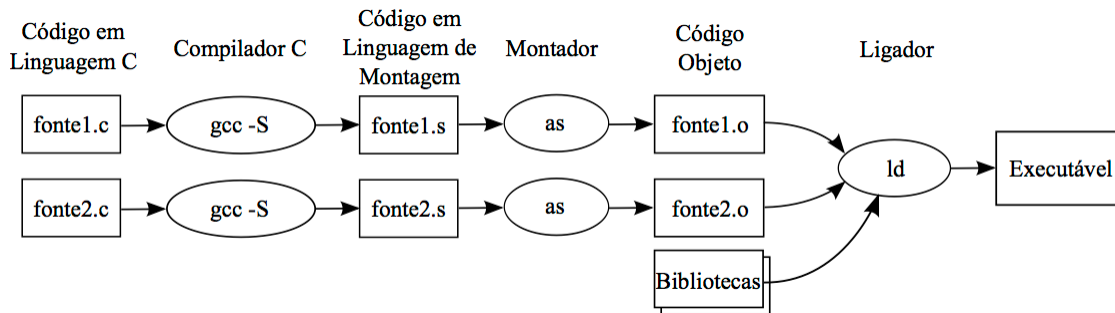 Código em
Linguagem C
Compilador C
Código em
Linguagem de
Montagem
Montador
Código
Objeto
Ligador
fonte1.c
gcc -S
fonte1.s
as
fonte1.o
ld
Executável
fonte2.c
gcc -S
fonte2.s
as
fonte2.o
Bibliotecas